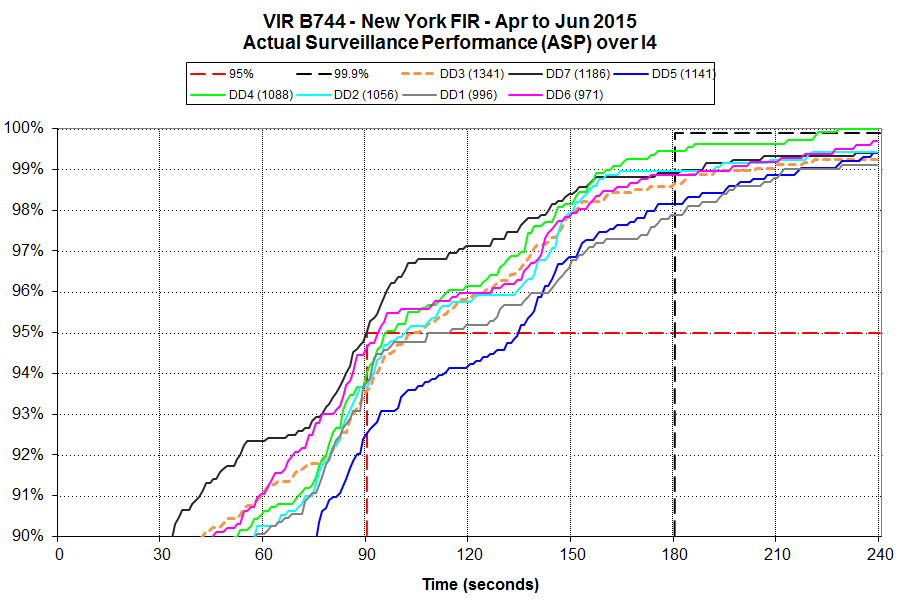 VIR B744 - New York FIR - Apr to Jun 2015
Actual Surveillance Performance (ASP) over I4
95% 99.9% DD3 (1341) DD7 (1186) DD5 (1141)
DD4 (1088) DD2 (1056) DD1 (996) DD6 (971)
100%
99%
98%
97%
96%
95%
94%
93%
92%
91%
90%
0 30 60 90 120 150 180 210 240
Time (seconds)